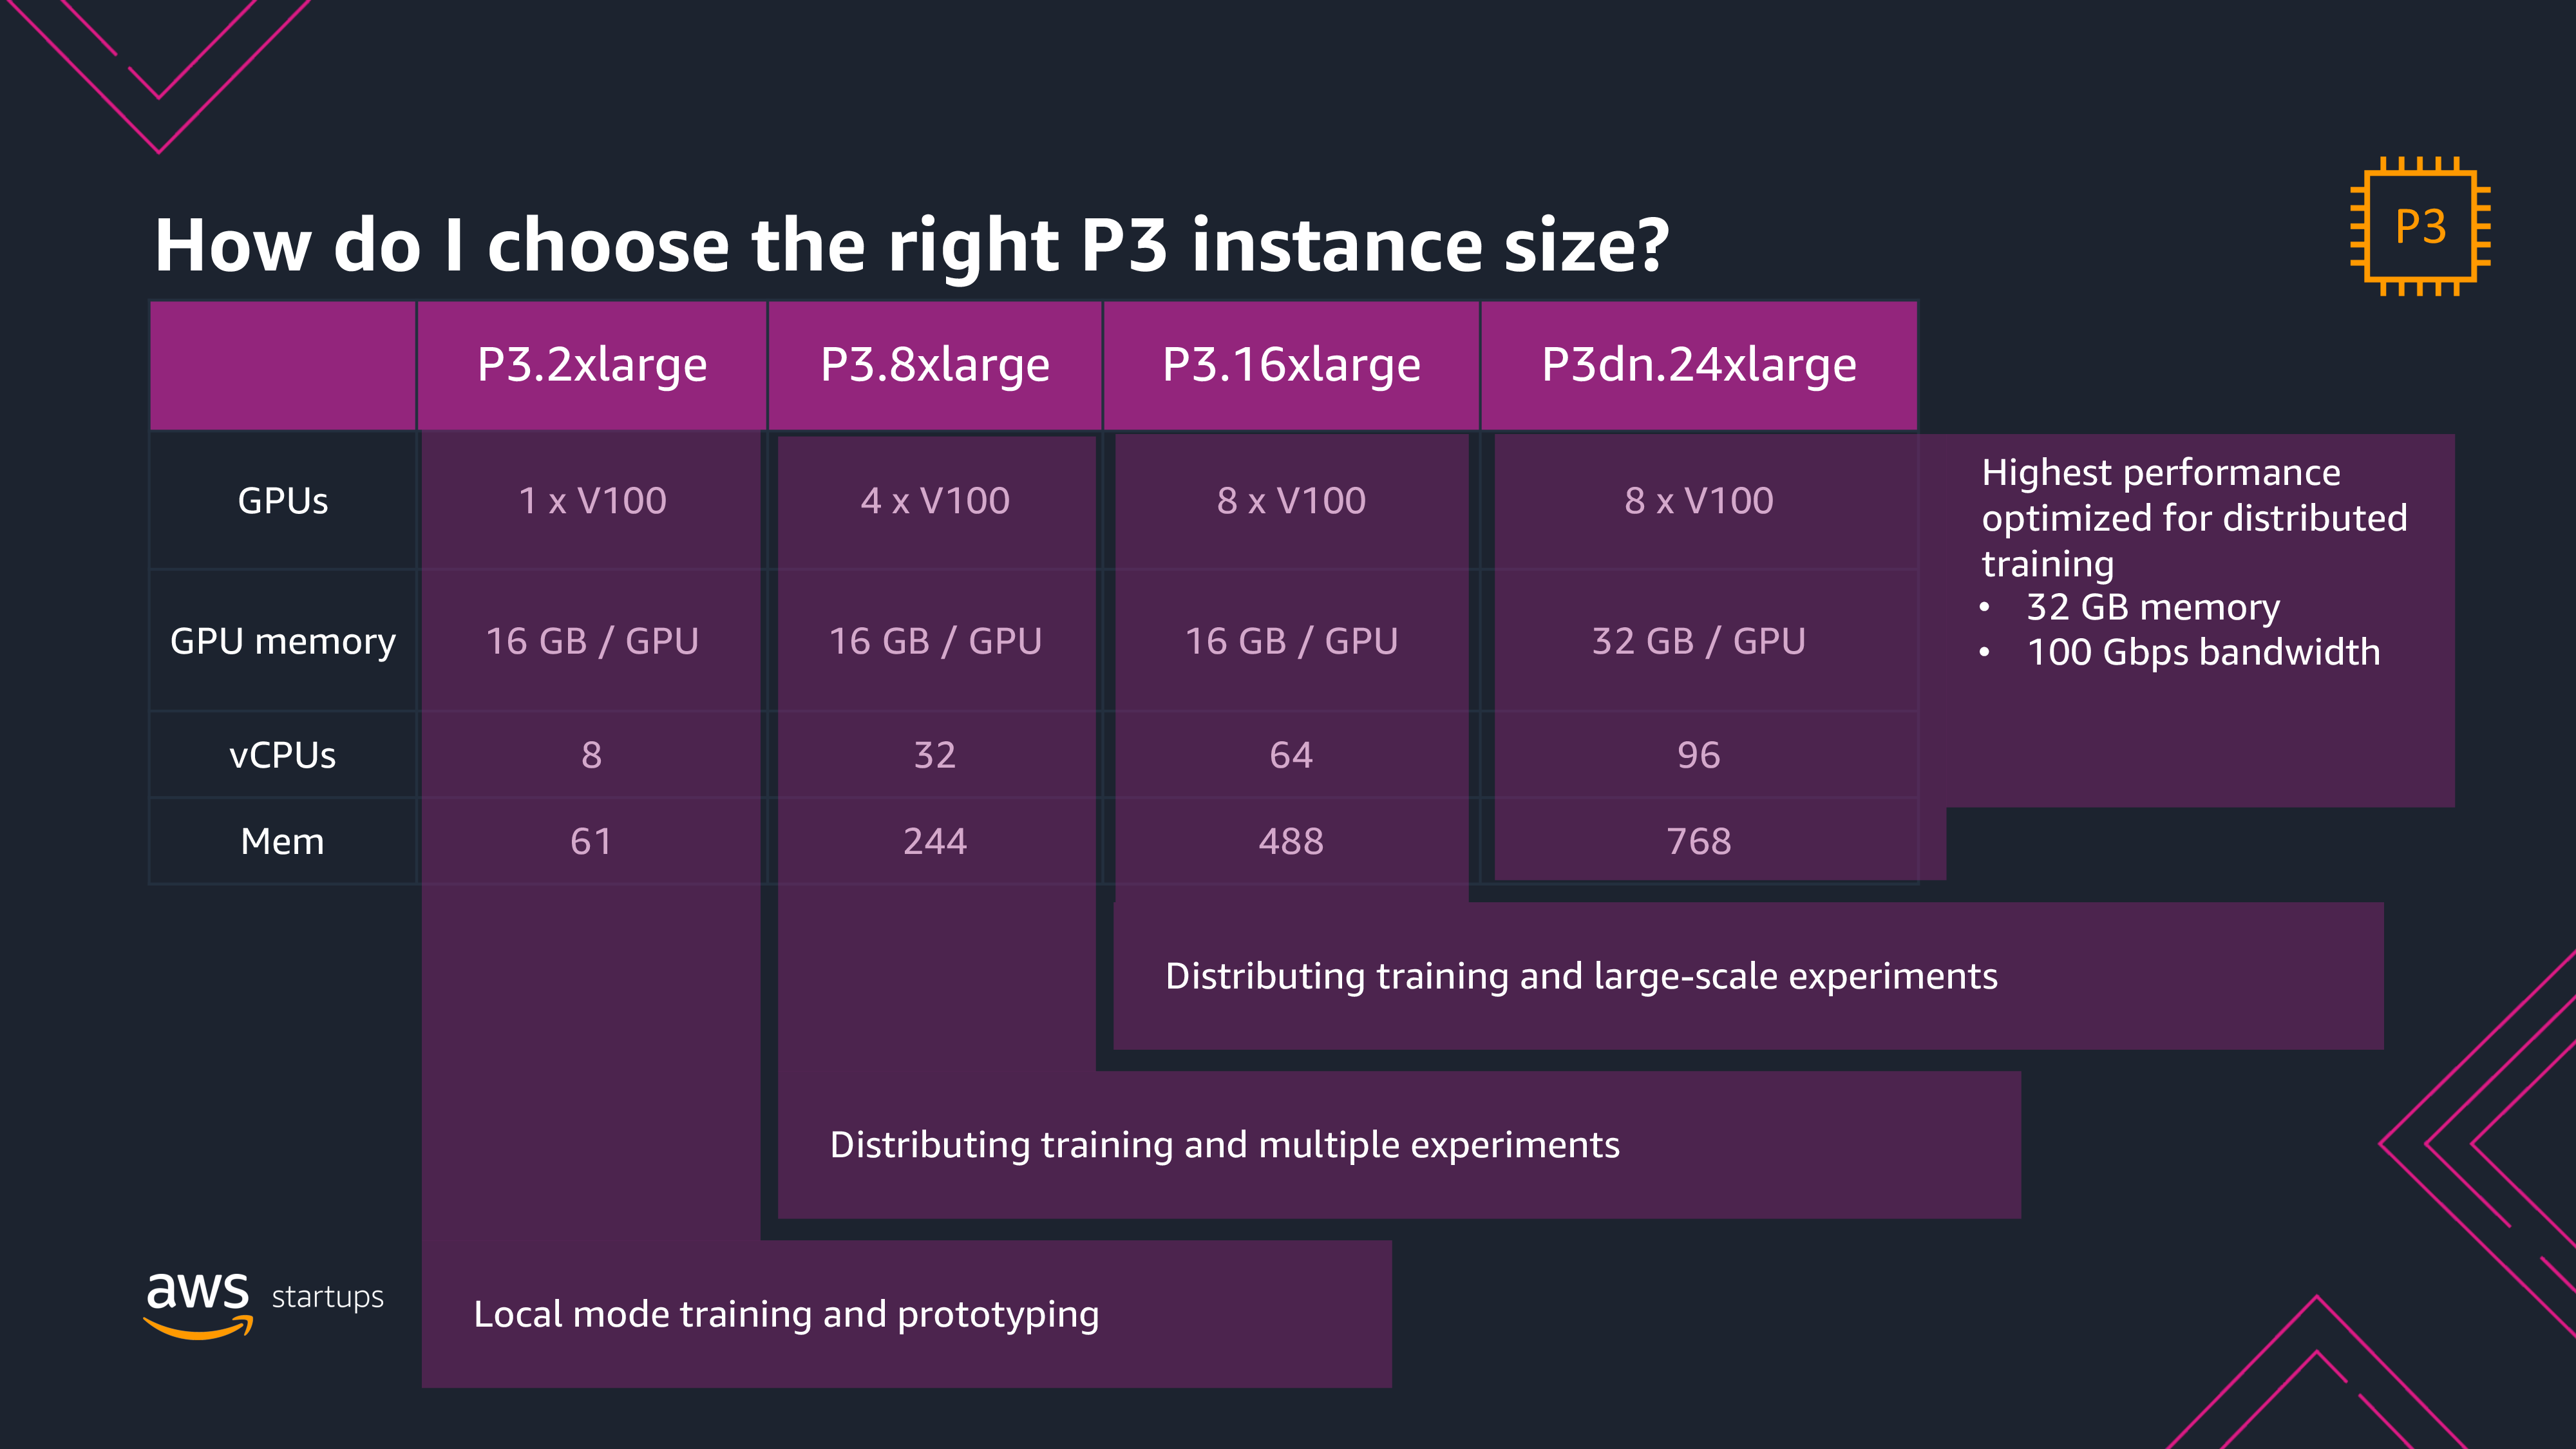 P3
How do I choose the right P3 instance size?
P3.2xlarge P3.8xlarge P3.16xlarge P3dn.24xlarge
GPUs 1 x V100 4 x V100 8 x V100 8 x V100
GPU memory 16 GB / GPU 16 GB / GPU 16 GB / GPU 32 GB / GPU
vCPUs 8 32 64 96
Mem 61 244 488 768
Highest performance
optimized for distributed
training
• 32 GB memory
• 100 Gbps bandwidth
Distributing training and large-scale experiments
Distributing training and multiple experiments
Local mode training and prototyping
aws startups